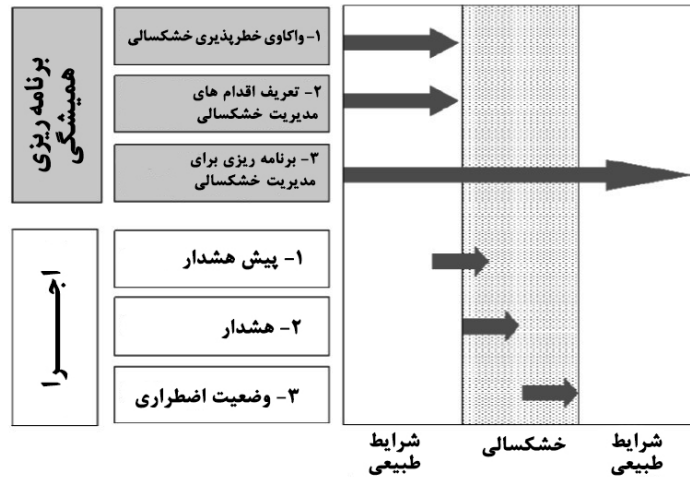 برنامه ریزی
همیشگی
۱- واکاوی خطرپذیری خشکسالی
۲- تعریف اقدام های
مدیریت خشکسالی
۳- برنامه ریزی برای
مدیریت خشکسالی
اجـــــرا
۱- پیش هشدار
۲- هشدار
۳- وضعیت اضطراری
شرایط
طبیعی
خشکسالی
شرایط
طبیعی